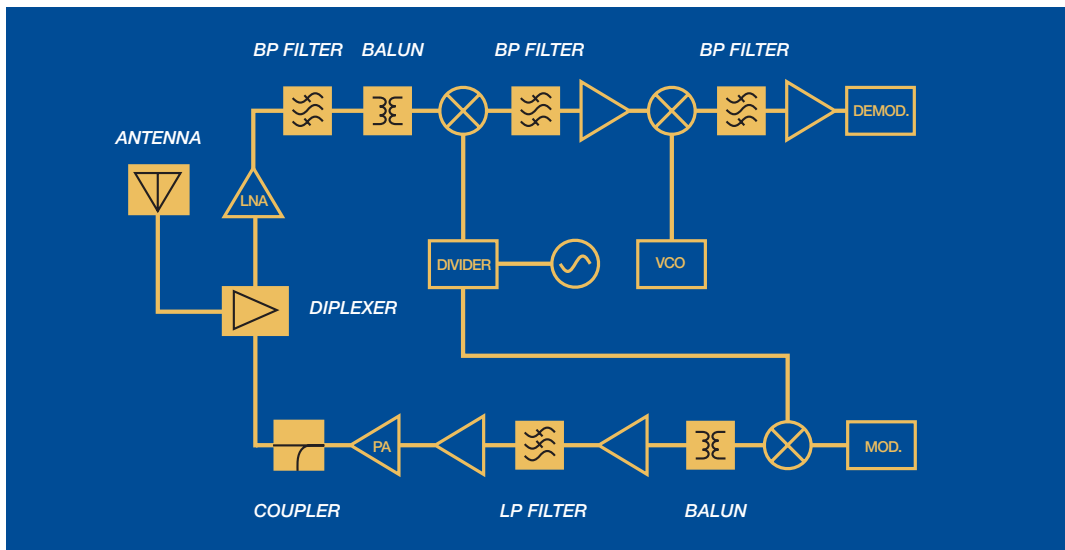 BP FILTER
BALUN
BP FILTER
BP FILTER
DEMOD.
ANTENNA
LNA
DIVIDER
VCO
DIPLEXER
PA
MOD.
COUPLER
LP FILTER
BALUN